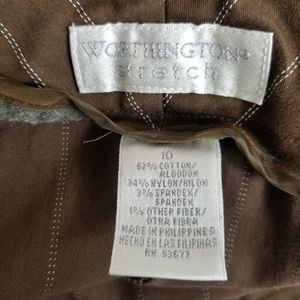 WORTHINGTON®
stretch
10
62% COTTON/
ALGODON
34% NYLON/NILON
3% SPANDEX/
SPANDEX
1% OTHER FIBER/
OTRA FIBRA
MADE IN PHILIPPINES
HECHO EN LAS FILIPINAS
RN 93677